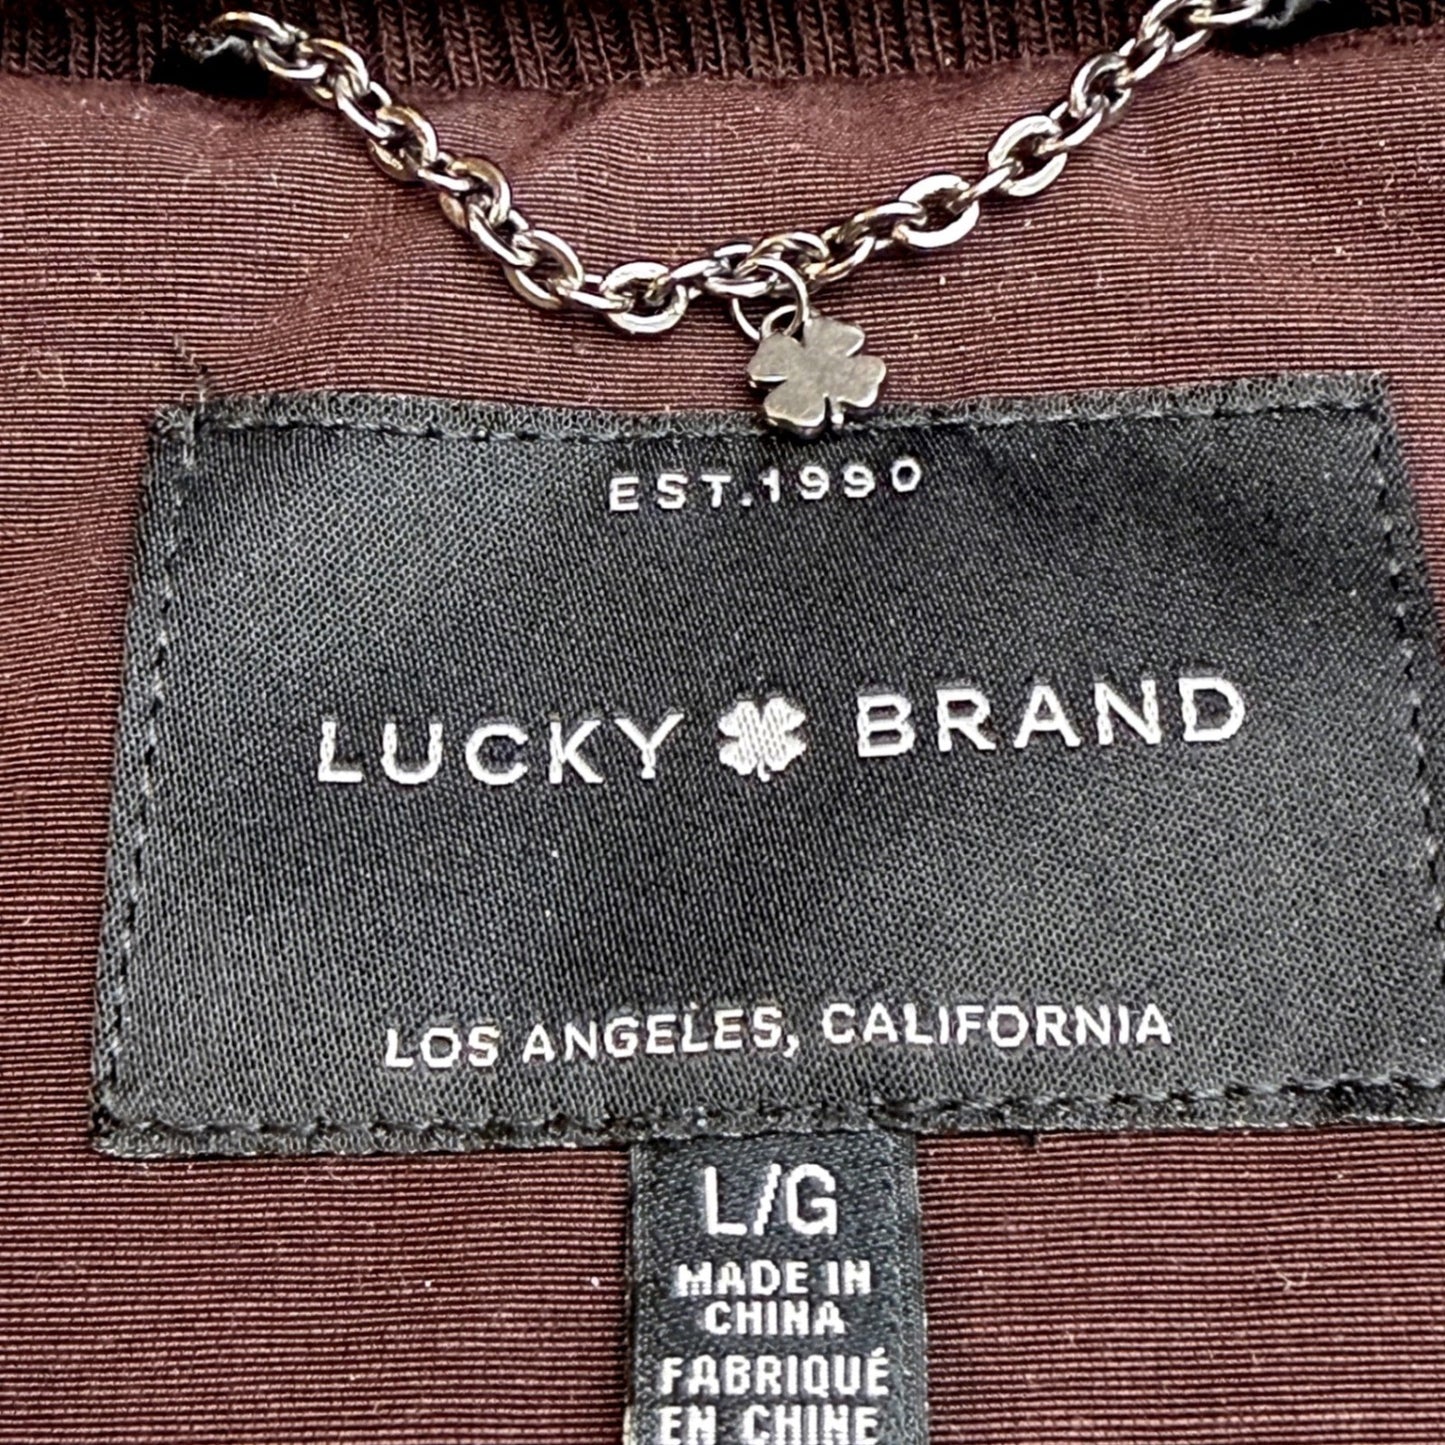 EST.1990
LUCKY BRAND
LOS ANGELES, CALIFORNIA
L/G
MADE IN
CHINA
FABRIQUÉ
EN CHINE